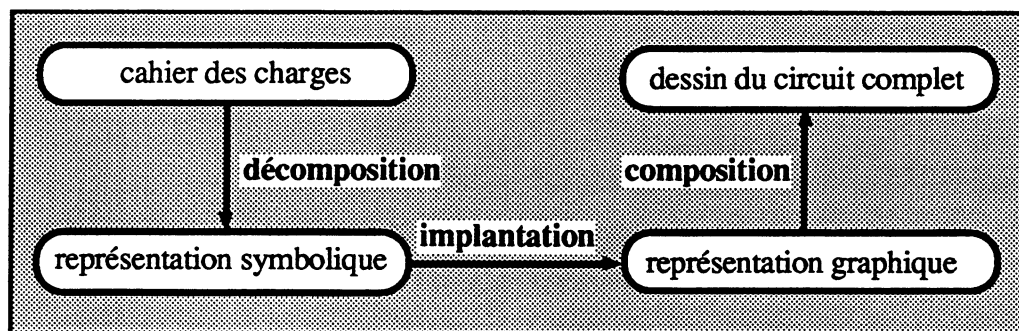 cahier des charges
dessin du circuit complet
décomposition
composition
implantation
représentation symbolique
représentation graphique